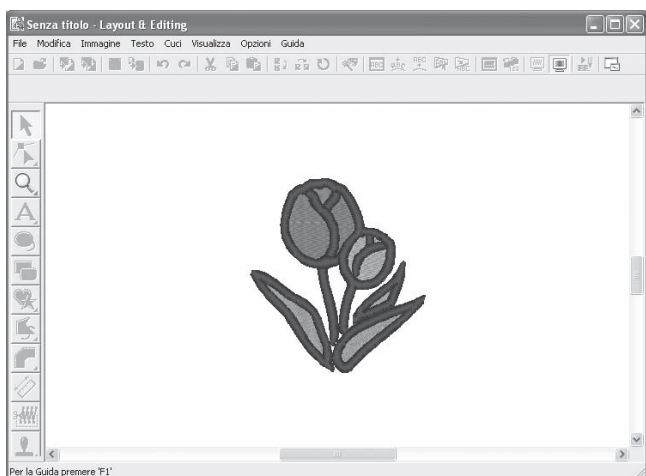 Senza titolo - Layout & Editing
File Modifica Immagine Testo Cuci Visualizza Opzioni Guida
Per la Guida premere 'F1'